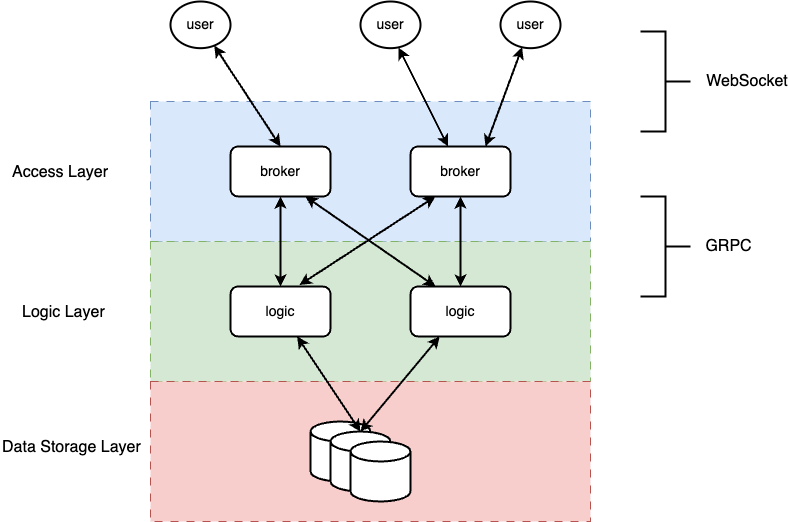 user
user
user
WebSocket
Access Layer
broker
broker
GRPC
Logic Layer
logic
logic
Data Storage Layer